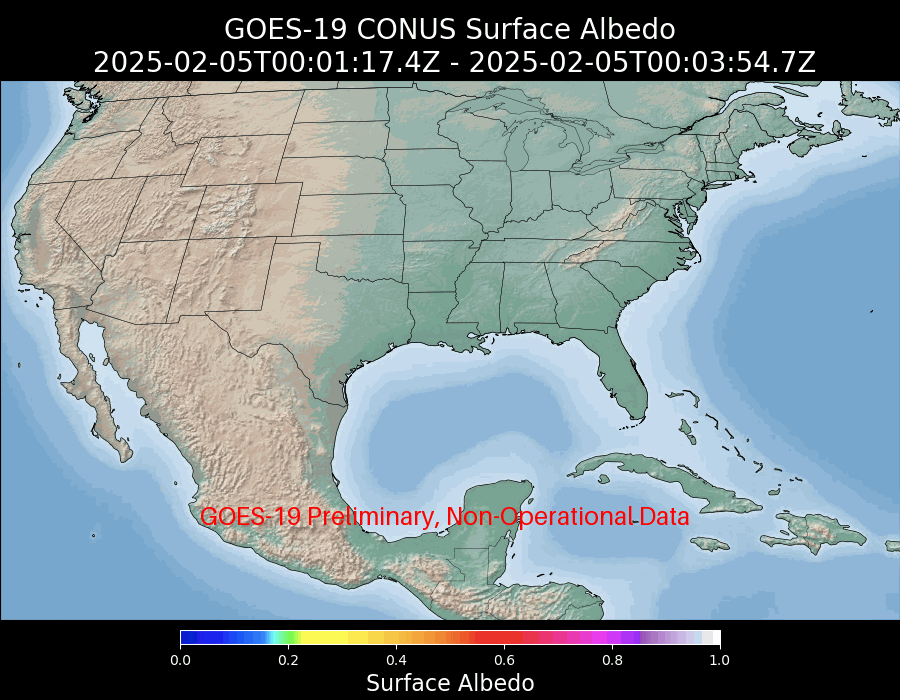 GOES-19 CONUS Surface Albedo
2025-02-05T00:01:17.4Z - 2025-02-05T00:03:54.7Z
GOES-19 Preliminary, Non-Operational Data
0.0 0.2 0.4 0.6 0.8 1.0
Surface Albedo